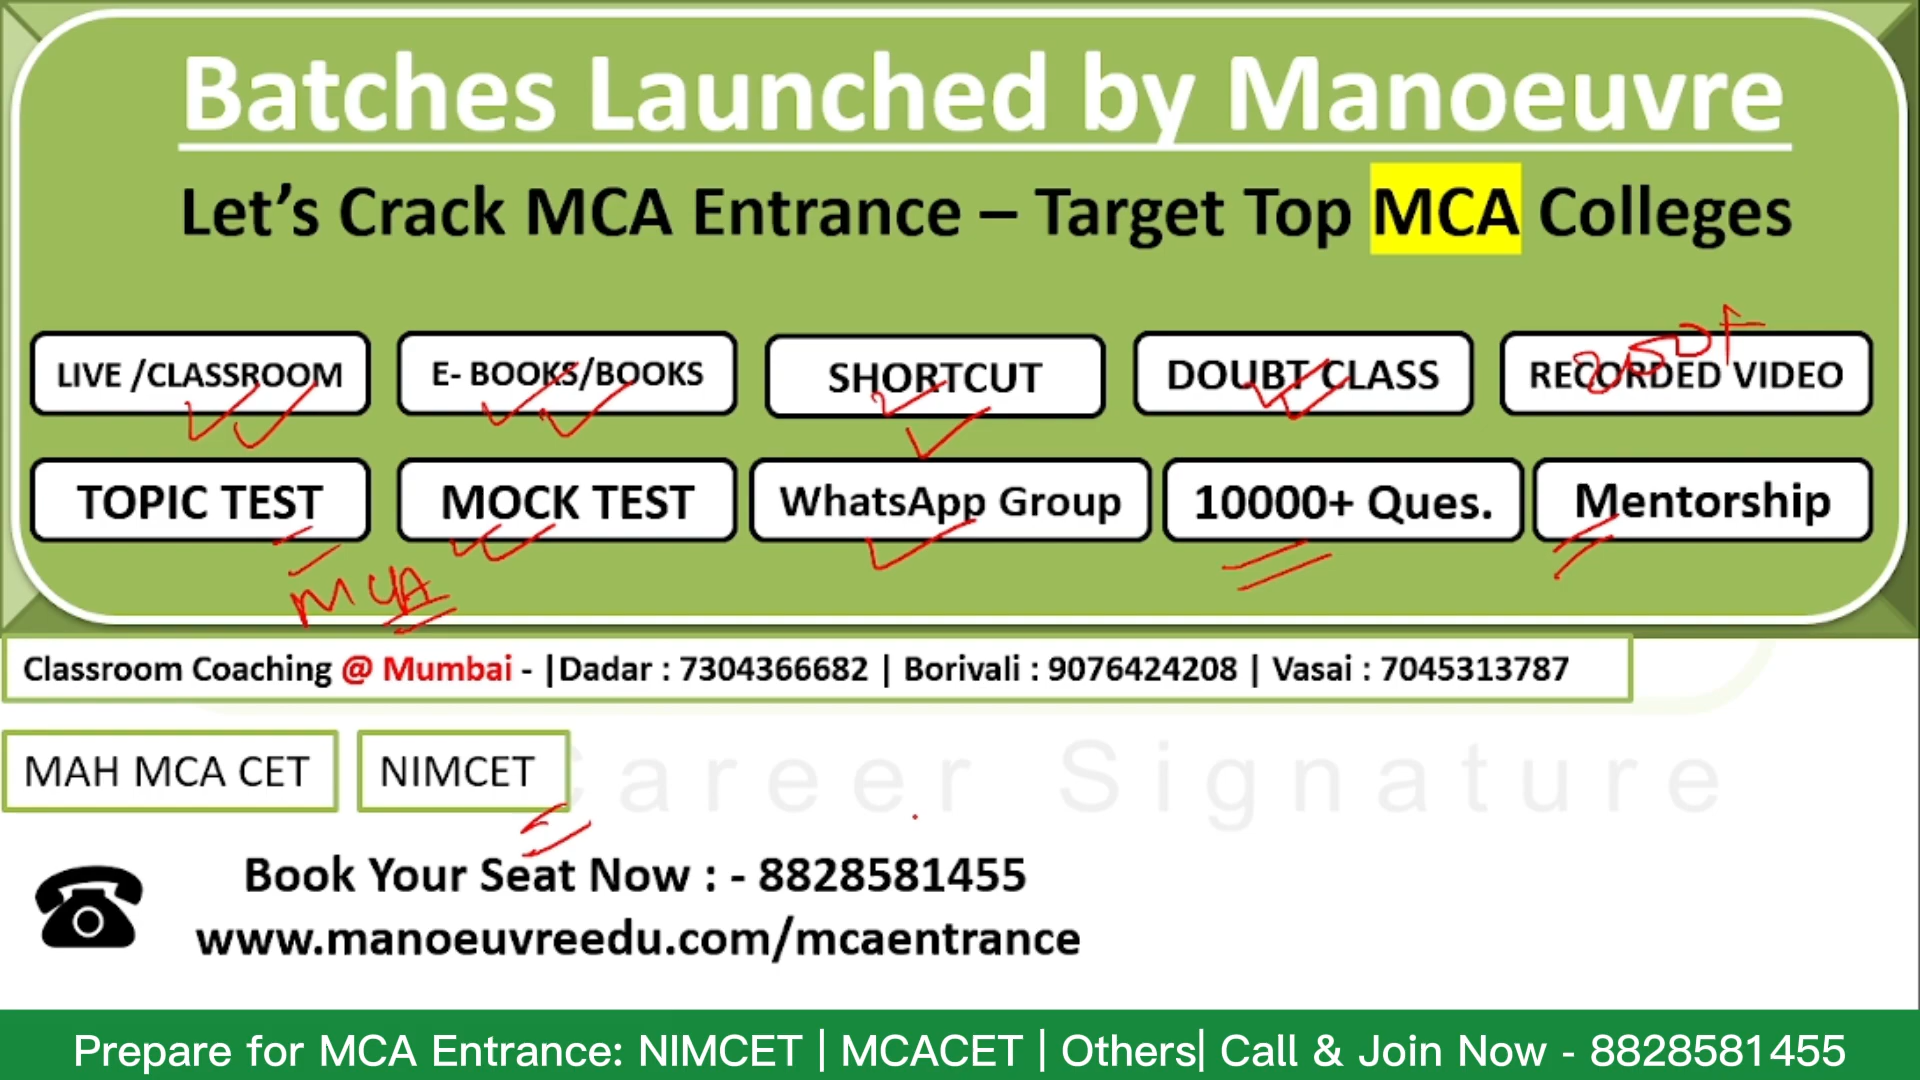 Batches Launched by Manoeuvre
Let's Crack MCA Entrance – Target Top MCA Colleges
LIVE /CLASSROOM
E- BOOKS/BOOKS
SHORTCUT
DOUBT CLASS
RECORDED VIDEO
TOPIC TEST
MOCK TEST
WhatsApp Group
10000+ Ques.
Mentorship
MCA
Classroom Coaching @ Mumbai - |Dadar : 7304366682 | Borivali : 9076424208 | Vasai : 7045313787
MAH MCA CET
NIMCET
Career Signature
Book Your Seat Now : - 8828581455
www.manoeuvreedu.com/mcaentrance
Prepare for MCA Entrance: NIMCET | MCACET | Others| Call & Join Now - 8828581455